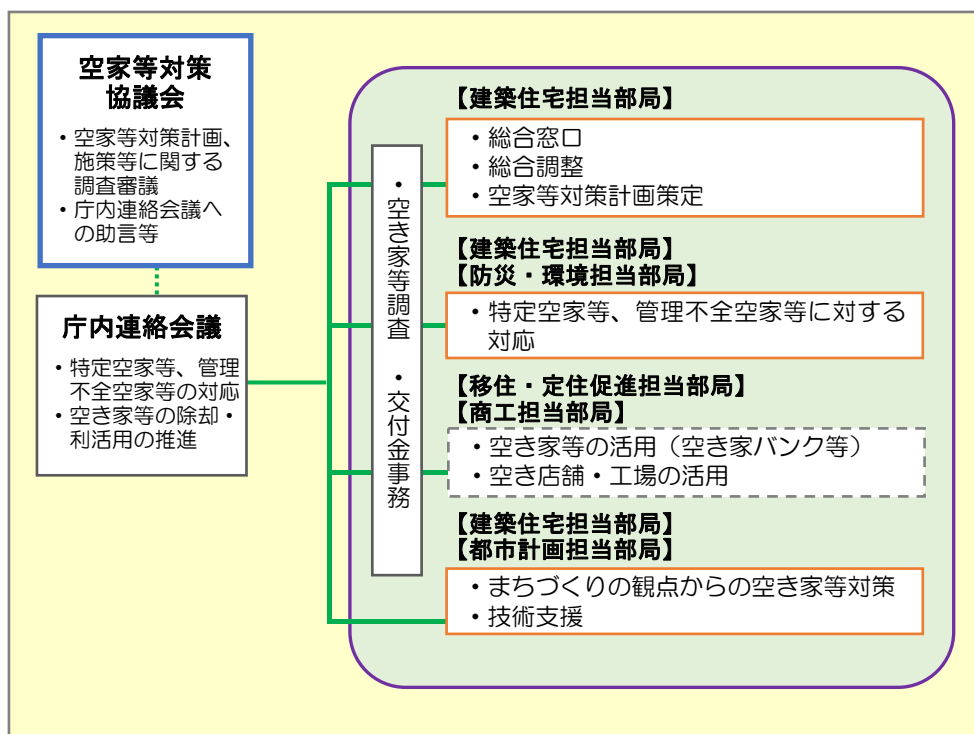 空家等対策
協議会
・空家等対策計画、
施策等に関する
調査審議
・庁内連絡会議へ
の助言等
庁内連絡会議
・特定空家等、管理
不全空家等の対応
・空き家等の除却・
利活用の推進
・空き家等調査 ・交付金事務
【建築住宅担当部局】
・総合窓口
・総合調整
・空家等対策計画策定
【建築住宅担当部局】
【防災・環境担当部局】
・特定空家等、管理不全空家等に対する
対応
【移住・定住促進担当部局】
【商工担当部局】
・空き家等の活用（空き家バンク等）
・空き店舗・工場の活用
【建築住宅担当部局】
【都市計画担当部局】
・まちづくりの観点からの空き家等対策
・技術支援